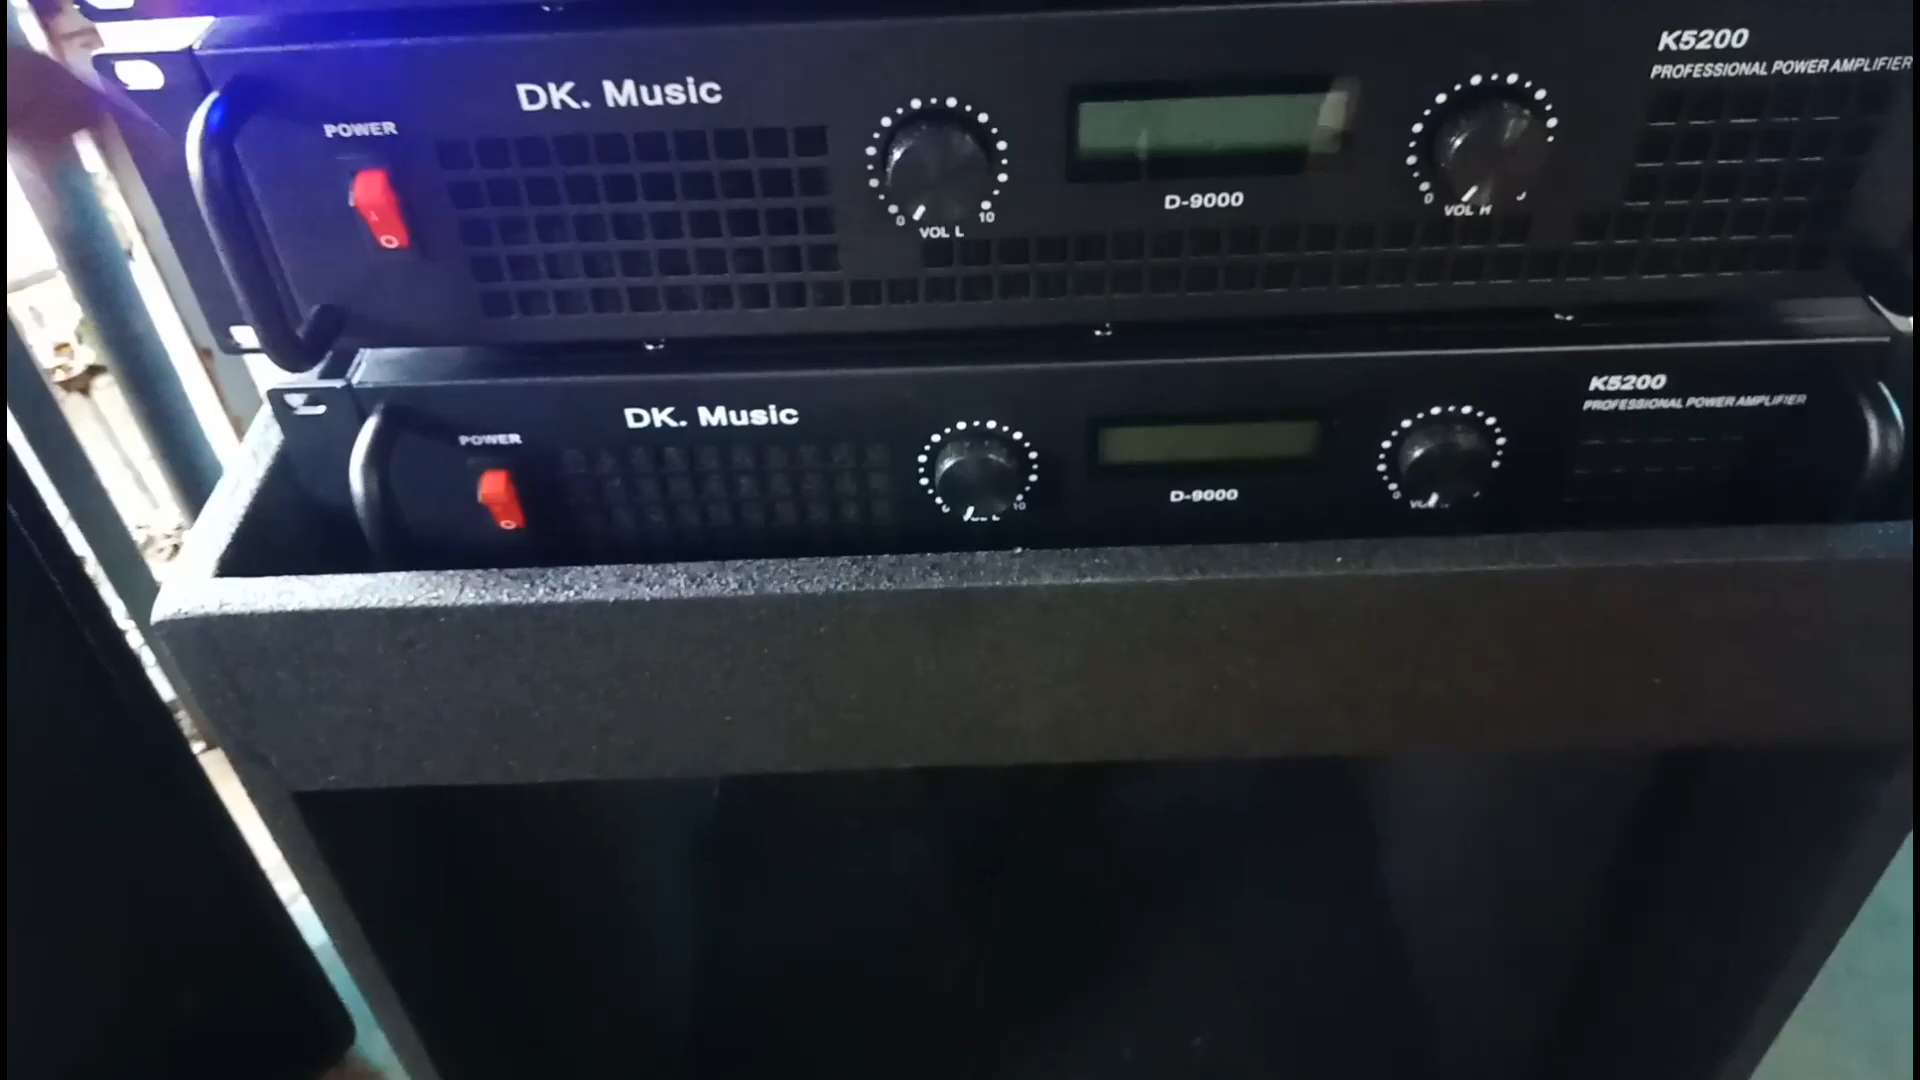 K5200
PROFESSIONAL POWER AMPLIFIER
DK. Music
POWER
D-9000
0
10
VOL L
0
VOL R
K5200
PROFESSIONAL POWER AMPLIFIER
DK. Music
POWER
D-9000
10